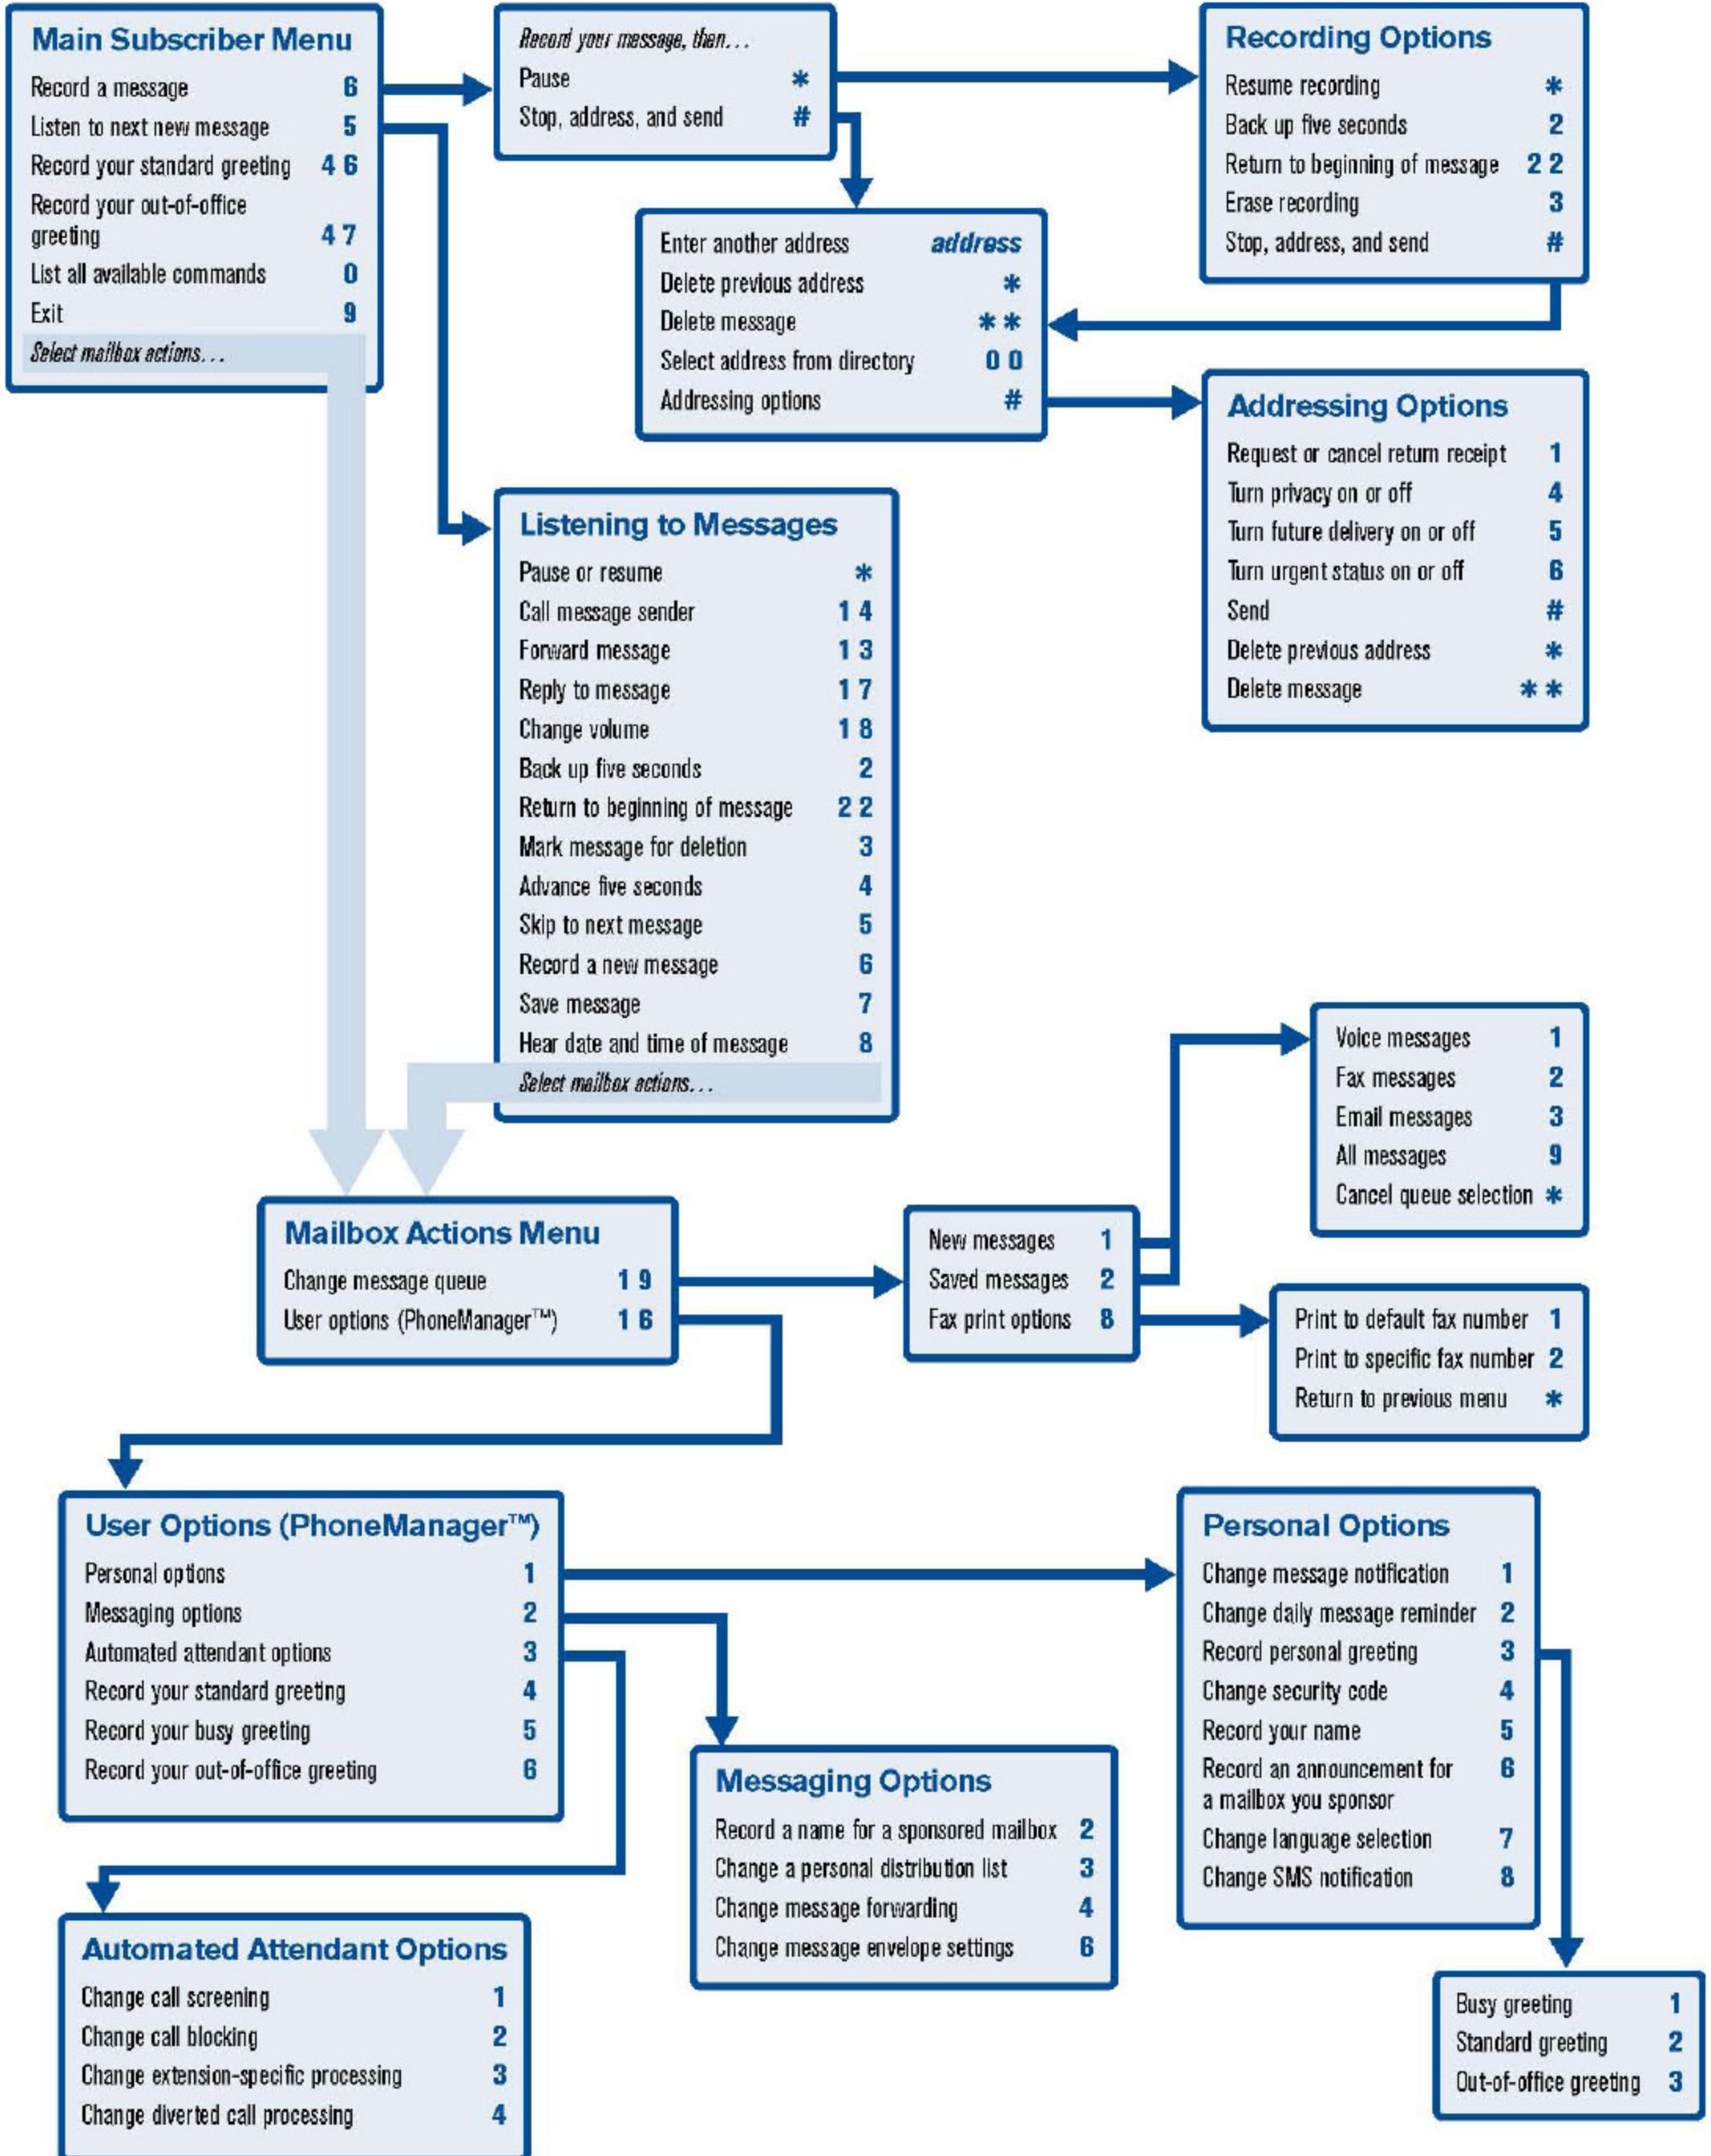 Main Subscriber Menu
Record a message 6
Listen to next new message 5
Record your standard greeting 4 6
Record your out-of-office
greeting 4 7
List all available commands 0
Exit 9
Select mailbox actions...
Record your message, then...
Pause *
Stop, address, and send #
Recording Options
Resume recording *
Back up five seconds 2
Return to beginning of message 2 2
Erase recording 3
Stop, address, and send #
Enter another address address
Delete previous address *
Delete message * *
Select address from directory 0 0
Addressing options #
Addressing Options
Request or cancel return receipt 1
Turn privacy on or off 4
Turn future delivery on or off 5
Turn urgent status on or off 6
Send #
Delete previous address *
Delete message * *
Listening to Messages
Pause or resume *
Call message sender 1 4
Forward message 1 3
Reply to message 1 7
Change volume 1 8
Back up five seconds 2
Return to beginning of message 2 2
Mark message for deletion 3
Advance five seconds 4
Skip to next message 5
Record a new message 6
Save message 7
Hear date and time of message 8
Select mailbox actions...
Mailbox Actions Menu
Change message queue 1 9
User options (PhoneManager™) 1 6
New messages 1
Saved messages 2
Fax print options 8
Voice messages 1
Fax messages 2
Email messages 3
All messages 9
Cancel queue selection *
Print to default fax number 1
Print to specific fax number 2
Return to previous menu *
User Options (PhoneManager™)
Personal options 1
Messaging options 2
Automated attendant options 3
Record your standard greeting 4
Record your busy greeting 5
Record your out-of-office greeting 6
Personal Options
Change message notification 1
Change daily message reminder 2
Record personal greeting 3
Change security code 4
Record your name 5
Record an announcement for 6
a mailbox you sponsor
Change language selection 7
Change SMS notification 8
Messaging Options
Record a name for a sponsored mailbox 2
Change a personal distribution list 3
Change message forwarding 4
Change message envelope settings 6
Automated Attendant Options
Change call screening 1
Change call blocking 2
Change extension-specific processing 3
Change diverted call processing 4
Busy greeting 1
Standard greeting 2
Out-of-office greeting 3